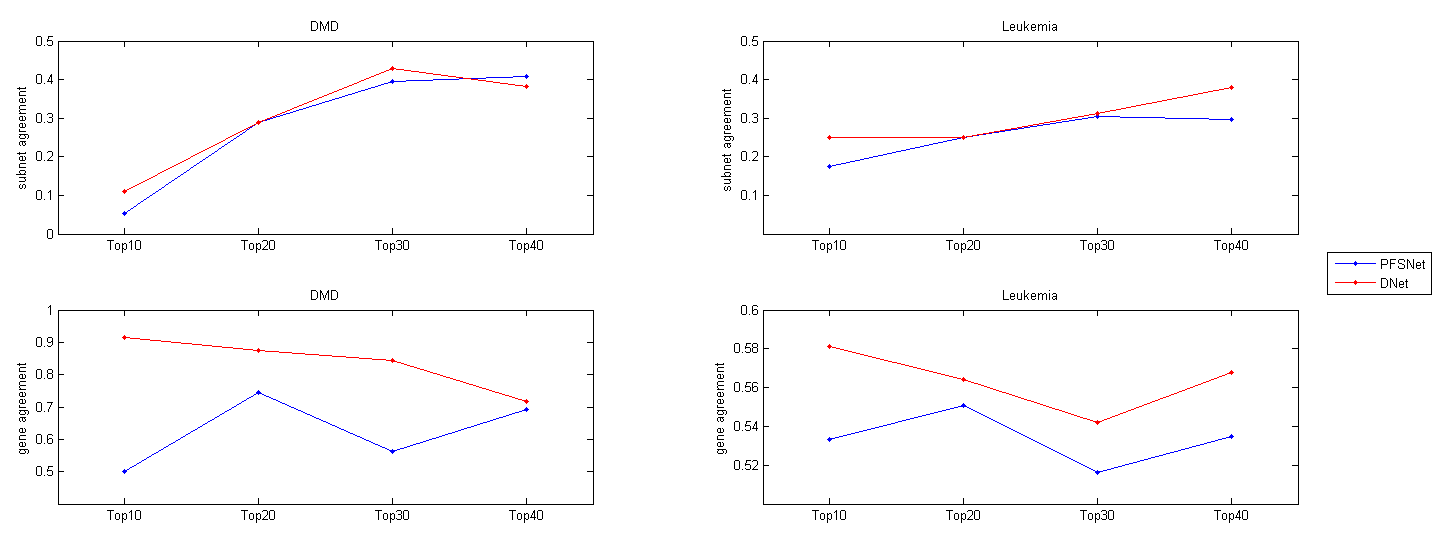 DMD
0.5
0.4
0.3
0.2
0.1
0
subnet agreement
Top10 Top20 Top30 Top40
Leukemia
0.5
0.4
0.3
0.2
0.1
subnet agreement
Top10 Top20 Top30 Top40
PFSNet
DNet
DMD
1
0.9
0.8
0.7
0.6
0.5
gene agreement
Top10 Top20 Top30 Top40
Leukemia
0.6
0.58
0.56
0.54
0.52
gene agreement
Top10 Top20 Top30 Top40